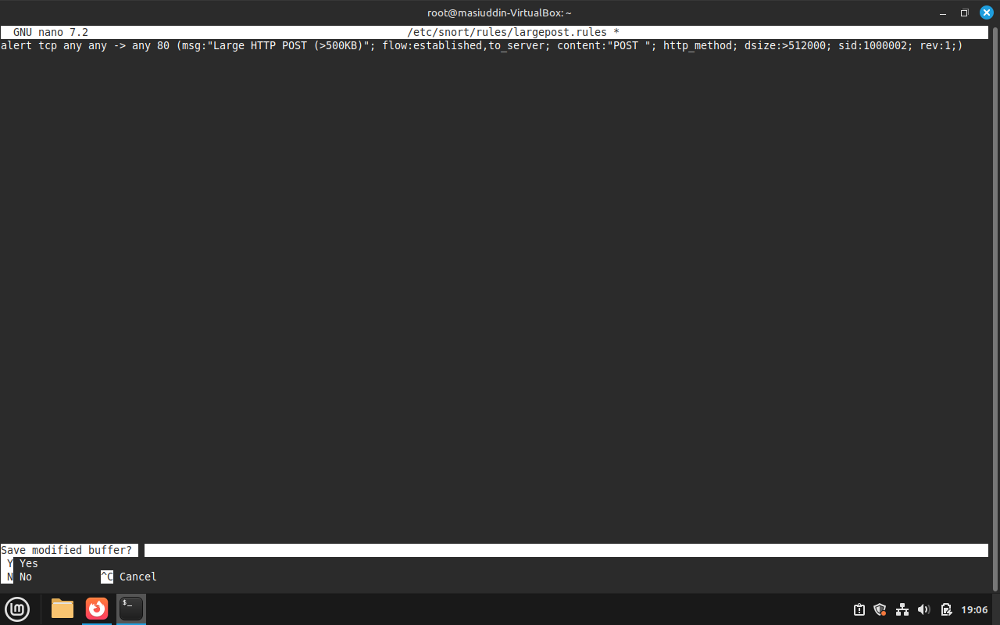 root@masiuddin-VirtualBox:~
GNU nano 7.2 /etc/snort/rules/largepost.rules *
alert tcp any any -> any 80 (msg:"Large HTTP POST (>500KB)"; flow:established,to_server; content:"POST "; http_method; dsize:>512000; sid:1000002; rev:1;)
Save modified buffer?
Y Yes
N No ^C Cancel
$_
lm
19:06